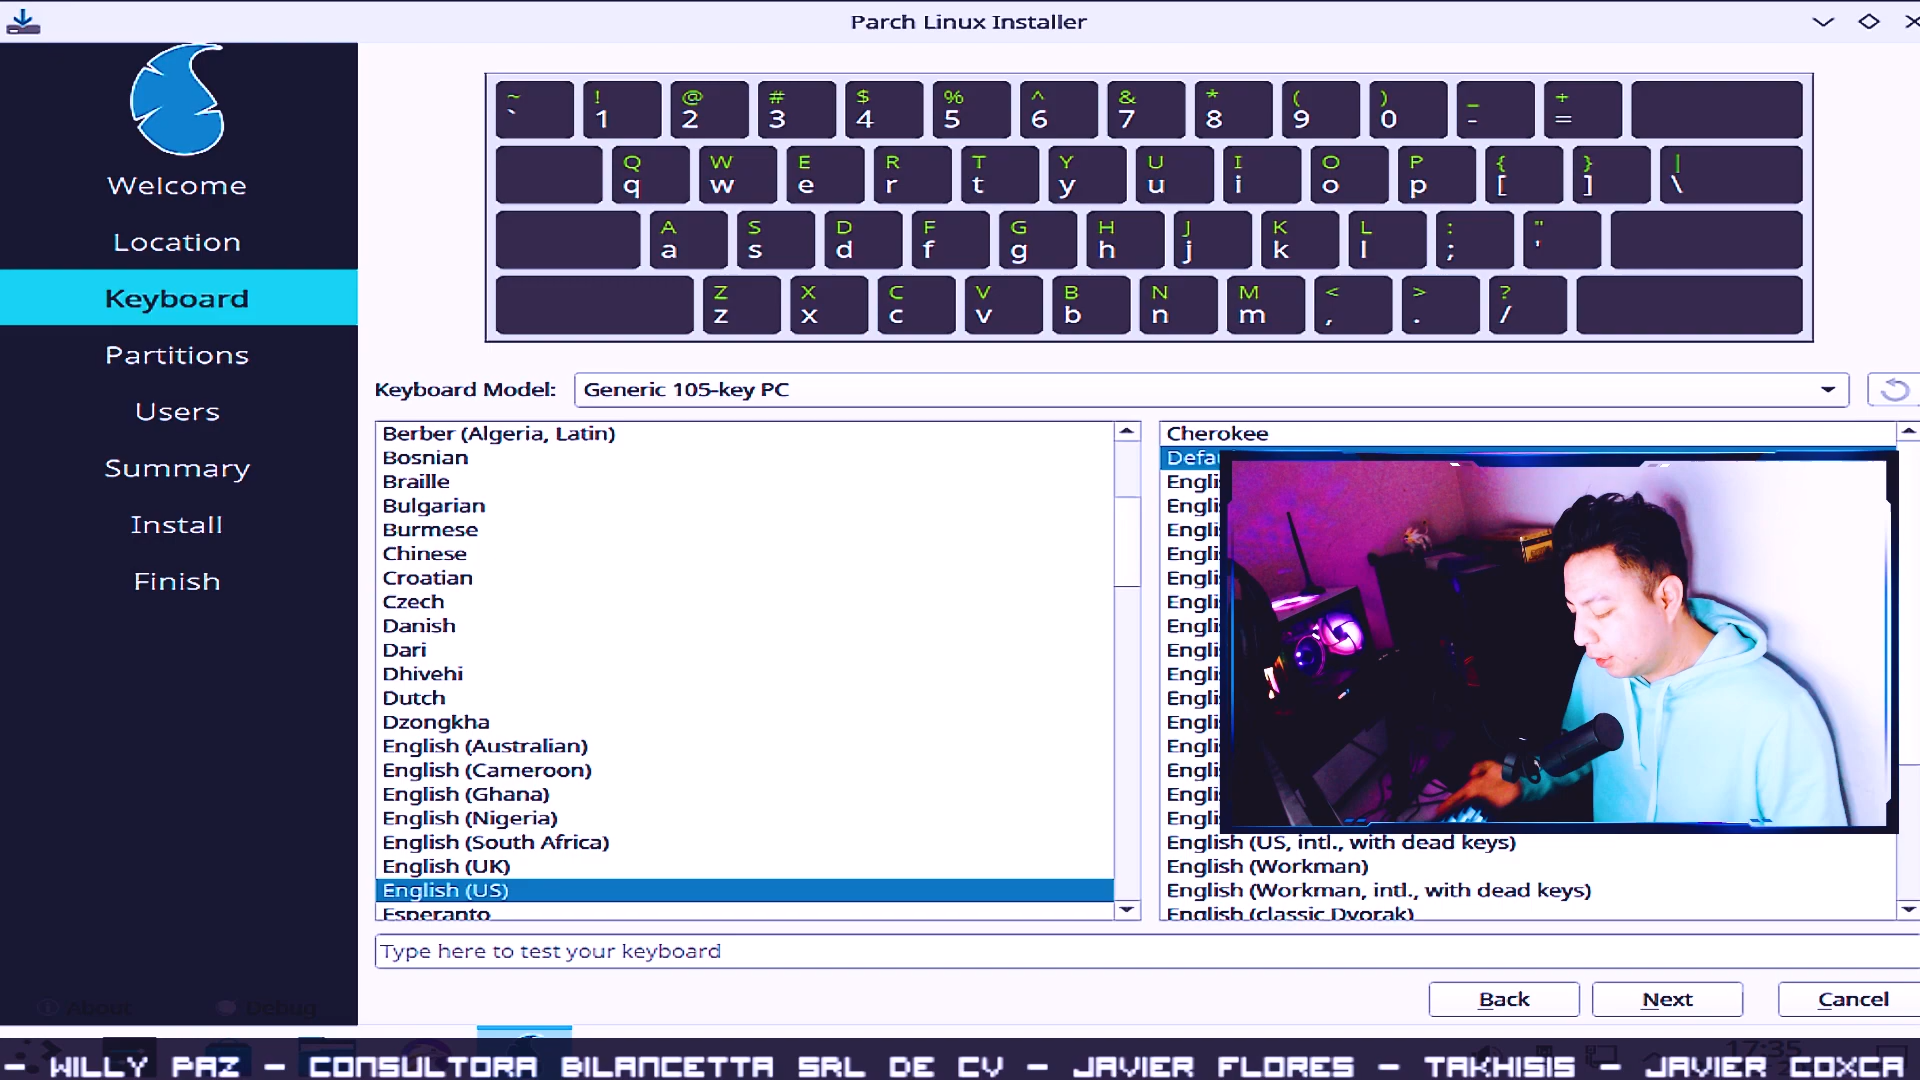 Parch Linux Installer
Welcome
Location
Keyboard
Partitions
Users
Summary
Install
Finish
About
Debug
~ ! @ # $ % ^ & * ( ) _ +
` 1 2 3 4 5 6 7 8 9 0 - =
Q W E R T Y U I O P { } |
q w e r t y u i o p [ ] \
A S D F G H J K L : "
a s d f g h j k l ; '
Z X C V B N M < > ?
z x c v b n m , . /
Keyboard Model: Generic 105-key PC
Berber (Algeria, Latin)
Bosnian
Braille
Bulgarian
Burmese
Chinese
Croatian
Czech
Danish
Dari
Dhivehi
Dutch
Dzongkha
English (Australian)
English (Cameroon)
English (Ghana)
English (Nigeria)
English (South Africa)
English (UK)
English (US)
Esperanto
Cherokee
English (US, intl., with dead keys)
English (Workman)
English (Workman, intl., with dead keys)
English (classic Dvorak)
Type here to test your keyboard
Back Next Cancel
17:35
- WILLY PAZ - CONSULTORA BILANCETTA SRL DE CV - JAVIER FLORES - TAKHISIS - JAVIER COXCA